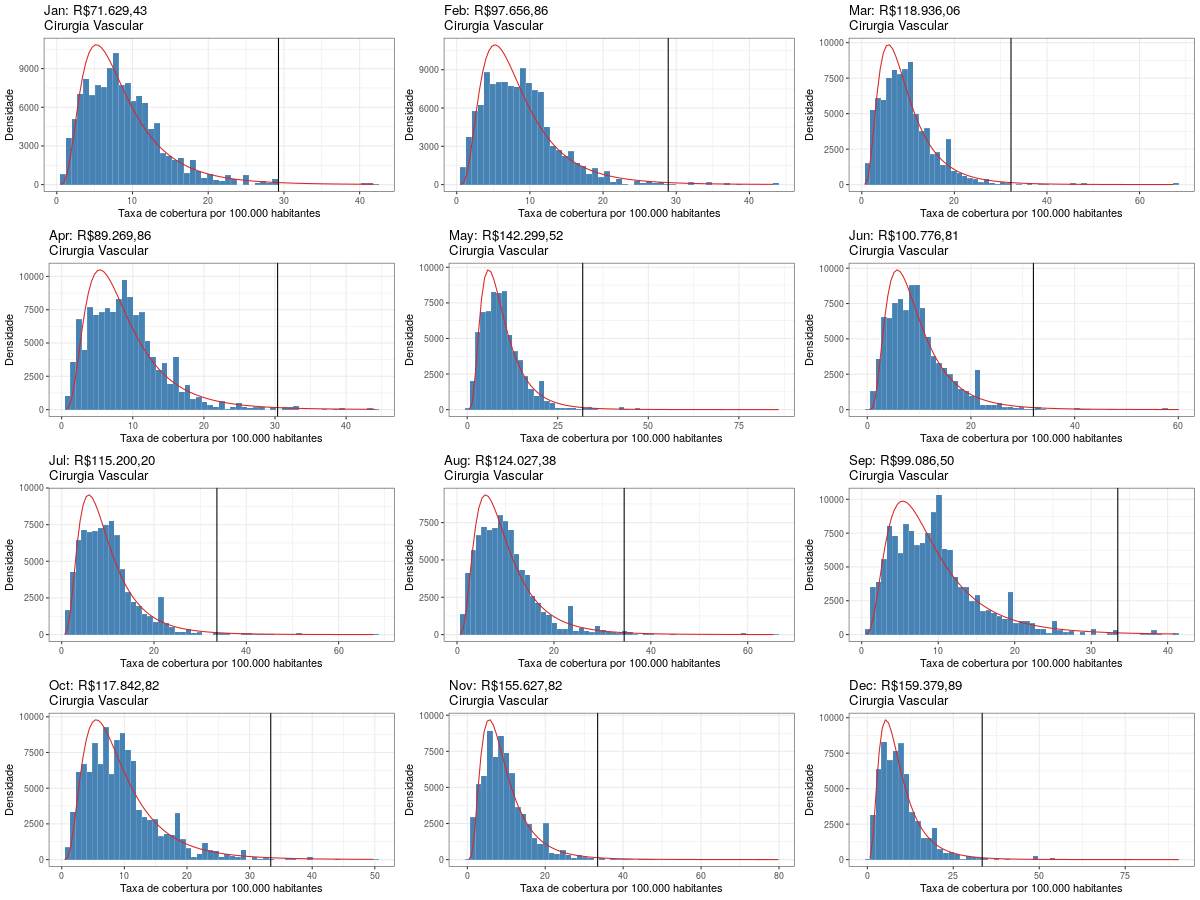 Jan: R$71.629,43
Cirurgia Vascular
Densidade
9000
6000
3000
0
0 10 20 30 40
Taxa de cobertura por 100.000 habitantes
Feb: R$97.656,86
Cirurgia Vascular
Densidade
9000
6000
3000
0
0 10 20 30 40
Taxa de cobertura por 100.000 habitantes
Mar: R$118.936,06
Cirurgia Vascular
Densidade
10000
7500
5000
2500
0
0 20 40 60
Taxa de cobertura por 100.000 habitantes
Apr: R$89.269,86
Cirurgia Vascular
Densidade
10000
7500
5000
2500
0
0 10 20 30 40
Taxa de cobertura por 100.000 habitantes
May: R$142.299,52
Cirurgia Vascular
Densidade
10000
7500
5000
2500
0
0 25 50 75
Taxa de cobertura por 100.000 habitantes
Jun: R$100.776,81
Cirurgia Vascular
Densidade
10000
7500
5000
2500
0
0 20 40 60
Taxa de cobertura por 100.000 habitantes
Jul: R$115.200,20
Cirurgia Vascular
Densidade
10000
7500
5000
2500
0
0 20 40 60
Taxa de cobertura por 100.000 habitantes
Aug: R$124.027,38
Cirurgia Vascular
Densidade
7500
5000
2500
0
0 20 40 60
Taxa de cobertura por 100.000 habitantes
Sep: R$99.086,50
Cirurgia Vascular
Densidade
10000
7500
5000
2500
0
0 10 20 30 40
Taxa de cobertura por 100.000 habitantes
Oct: R$117.842,82
Cirurgia Vascular
Densidade
10000
7500
5000
2500
0
0 10 20 30 40 50
Taxa de cobertura por 100.000 habitantes
Nov: R$155.627,82
Cirurgia Vascular
Densidade
10000
7500
5000
2500
0
0 20 40 60 80
Taxa de cobertura por 100.000 habitantes
Dec: R$159.379,89
Cirurgia Vascular
Densidade
10000
7500
5000
2500
0
0 25 50 75
Taxa de cobertura por 100.000 habitantes